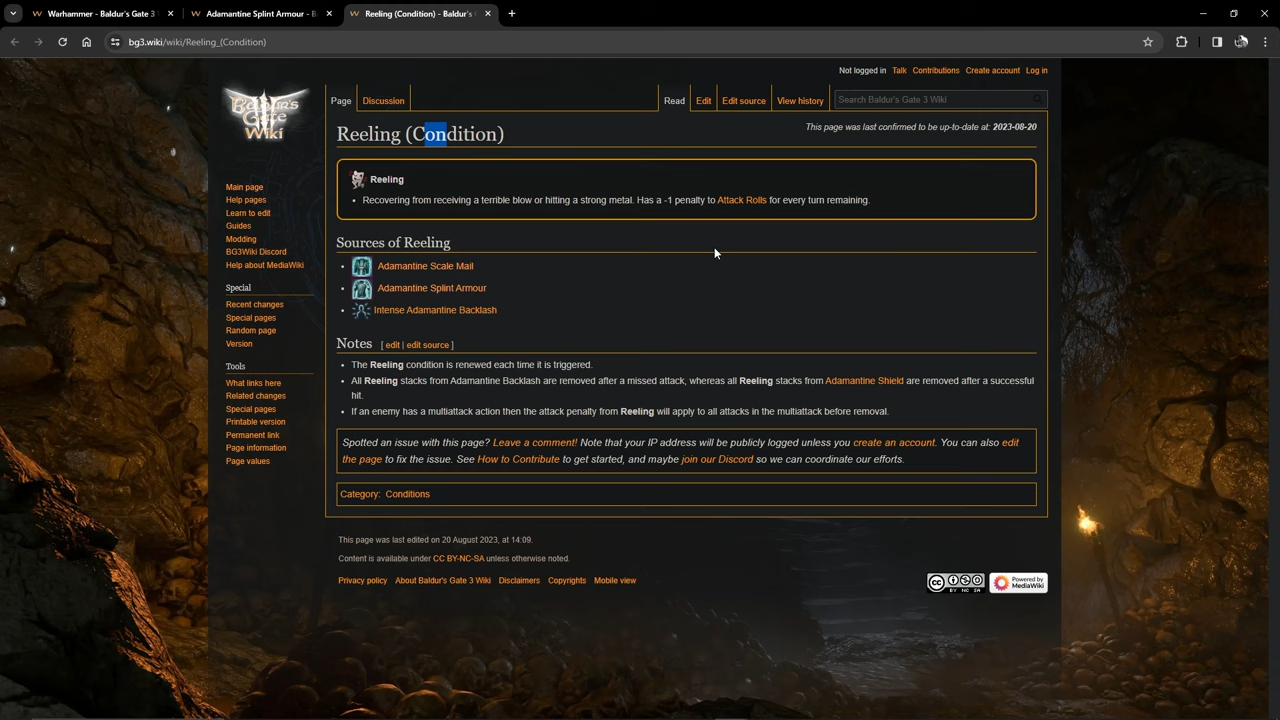 Warhammer - Baldur's Gate 3
Adamantine Splint Armour - B
Reeling (Condition) - Baldur's
bg3.wiki/wiki/Reeling_(Condition)
Not logged in Talk Contributions Create account Log in
Baldur's Gate Wiki
Page Discussion Read Edit Edit source View history Search Baldur's Gate 3 Wiki
Reeling (Condition)
This page was last confirmed to be up-to-date at: 2023-08-20
Reeling
• Recovering from receiving a terrible blow or hitting a strong metal. Has a -1 penalty to Attack Rolls for every turn remaining.
Main page
Help pages
Learn to edit
Guides
Modding
BG3Wiki Discord
Help about MediaWiki
Special
Recent changes
Special pages
Random page
Version
Tools
What links here
Related changes
Special pages
Printable version
Permanent link
Page information
Page values
Sources of Reeling
• Adamantine Scale Mail
• Adamantine Splint Armour
• Intense Adamantine Backlash
Notes [ edit | edit source ]
• The Reeling condition is renewed each time it is triggered.
• All Reeling stacks from Adamantine Backlash are removed after a missed attack, whereas all Reeling stacks from Adamantine Shield are removed after a successful
hit.
• If an enemy has a multiattack action then the attack penalty from Reeling will apply to all attacks in the multiattack before removal.
Spotted an issue with this page? Leave a comment! Note that your IP address will be publicly logged unless you create an account. You can also edit
the page to fix the issue. See How to Contribute to get started, and maybe join our Discord so we can coordinate our efforts.
Category: Conditions
This page was last edited on 20 August 2023, at 14:09.
Content is available under CC BY-NC-SA unless otherwise noted.
Privacy policy About Baldur's Gate 3 Wiki Disclaimers Copyrights Mobile view
CC BY NC SA
Powered by
MediaWiki